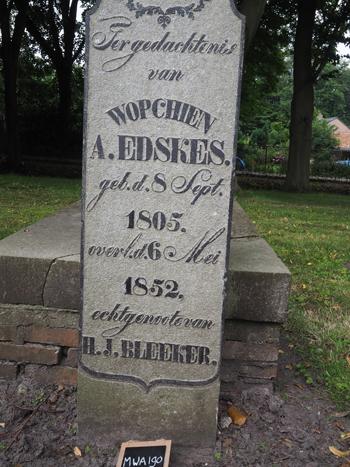 Ter gedachtenis
van
WOPCHIEN
A. EDSKES.
geb. d. 8 Sept.
1805.
overl. d. 6 Mei
1852,
echtgenoote van
H. J. BLEEKER.
MWA190